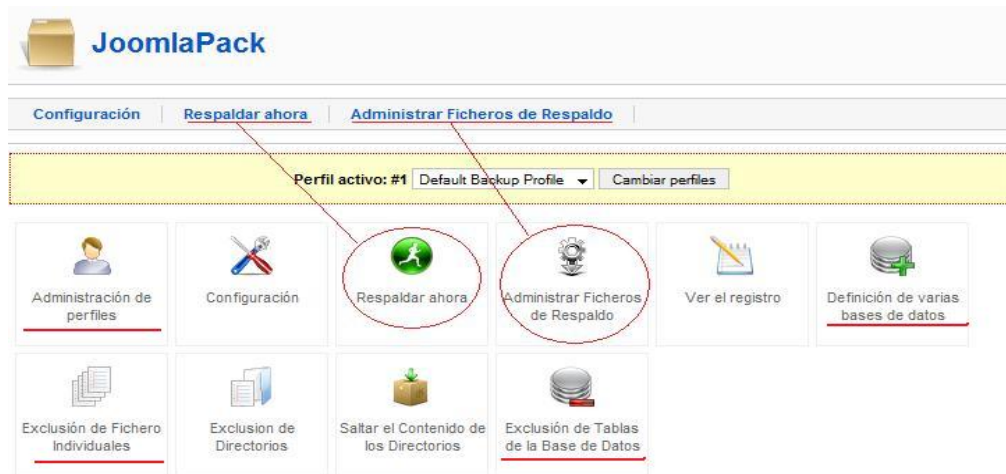 JoomlaPack
Configuración Respaldar ahora Administrar Ficheros de Respaldo
Perfil activo: #1 Default Backup Profile Cambiar perfiles
Administración de
perfiles
Configuración
Respaldar ahora
Administrar Ficheros
de Respaldo
Ver el registro
Definición de varias
bases de datos
Exclusión de Fichero
Individuales
Exclusion de
Directorios
Saltar el Contenido de
los Directorios
Exclusión de Tablas
de la Base de Datos